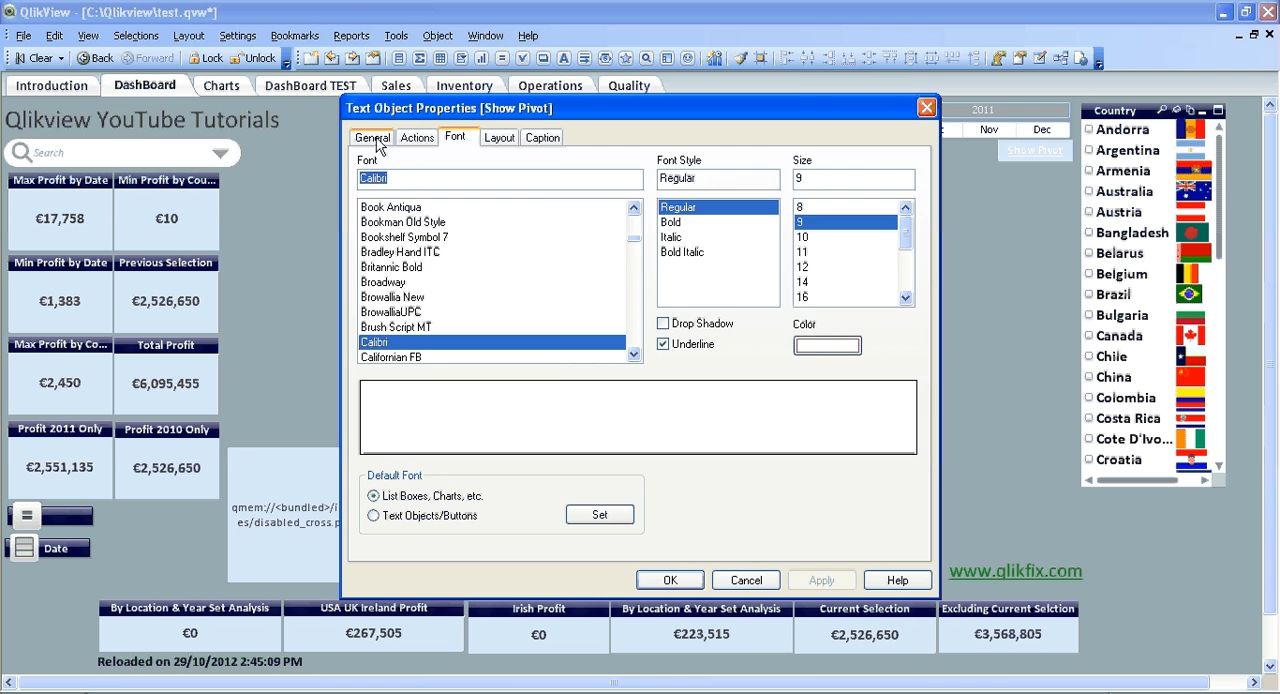 QlikView - [C:\Qlikview\test.qvw*]
File Edit View Selections Layout Settings Bookmarks Reports Tools Object Window Help
Clear Back Forward Lock Unlock
Introduction DashBoard Charts DashBoard TEST Sales Inventory Operations Quality
Qlikview YouTube Tutorials
Search
Max Profit by Date Min Profit by Cou...
€17,758 €10
Min Profit by Date Previous Selection
€1,383 €2,526,650
Max Profit by Co... Total Profit
€2,450 €6,095,455
Profit 2011 Only Profit 2010 Only
€2,551,135 €2,526,650
=
Date
qmem://<bundled>/i
es/disabled_cross.p
Text Object Properties [Show Pivot]
General Actions Font Layout Caption
Font Font Style Size
Calibri Regular 9
Book Antiqua
Bookman Old Style
Bookshelf Symbol 7
Bradley Hand ITC
Britannic Bold
Broadway
Browallia New
BrowalliaUPC
Brush Script MT
Calibri
Californian FB
Regular
Bold
Italic
Bold Italic
8
9
10
11
12
14
16
Drop Shadow
Underline
Color
Default Font
List Boxes, Charts, etc.
Text Objects/Buttons
Set
OK Cancel Apply Help
2011
Nov Dec
Show Pivot
Country
Andorra
Argentina
Armenia
Australia
Austria
Bangladesh
Belarus
Belgium
Brazil
Bulgaria
Canada
Chile
China
Colombia
Costa Rica
Cote D'Ivo...
Croatia
www.qlikfix.com
By Location & Year Set Analysis USA UK Ireland Profit Irish Profit By Location & Year Set Analysis Current Selection Excluding Current Selction
€0 €267,505 €0 €223,515 €2,526,650 €3,568,805
Reloaded on 29/10/2012 2:45:09 PM